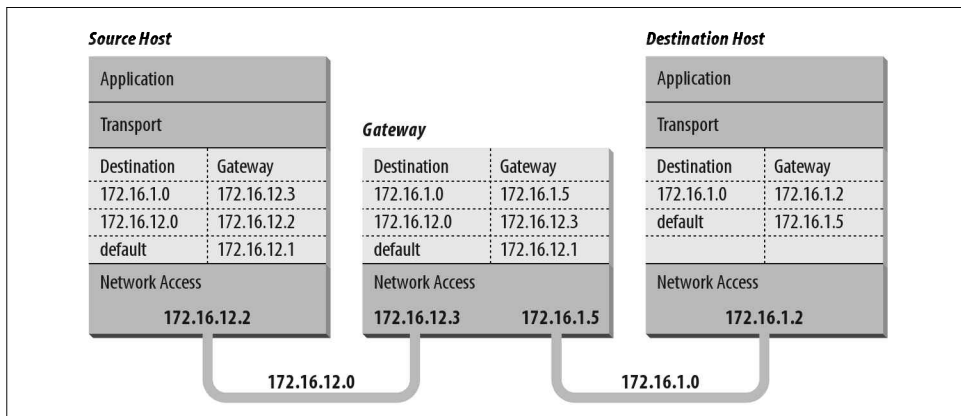 Source Host
Application
Transport
Destination Gateway
172.16.1.0 172.16.12.3
172.16.12.0 172.16.12.2
default 172.16.12.1
Network Access
172.16.12.2
Gateway
Destination Gateway
172.16.1.0 172.16.1.5
172.16.12.0 172.16.12.3
default 172.16.12.1
Network Access
172.16.12.3 172.16.1.5
Destination Host
Application
Transport
Destination Gateway
172.16.1.0 172.16.1.2
default 172.16.1.5
Network Access
172.16.1.2
172.16.12.0
172.16.1.0